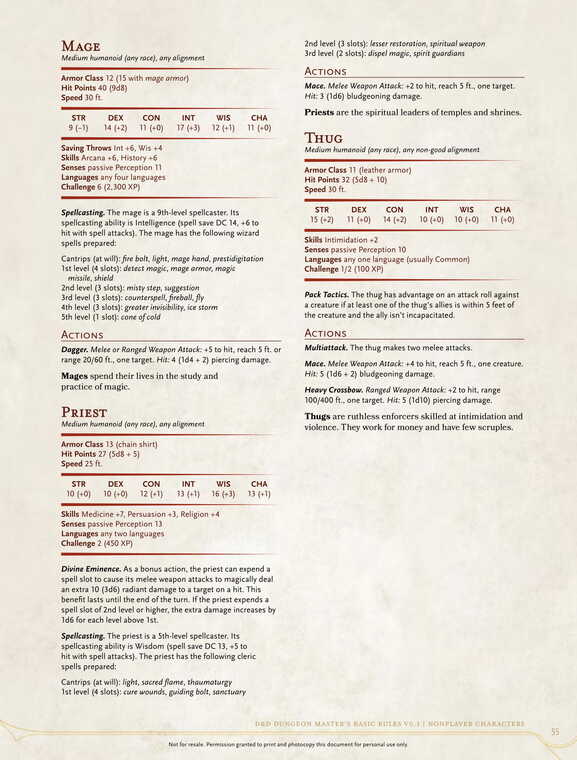 MAGE
Medium humanoid (any race), any alignment
Armor Class 12 (15 with mage armor)
Hit Points 40 (9d8)
Speed 30 ft.
STR DEX CON INT WIS CHA
9 (–1) 14 (+2) 11 (+0) 17 (+3) 12 (+1) 11 (+0)
Saving Throws Int +6, Wis +4
Skills Arcana +6, History +6
Senses passive Perception 11
Languages any four languages
Challenge 6 (2,300 XP)
Spellcasting. The mage is a 9th-level spellcaster. Its
spellcasting ability is Intelligence (spell save DC 14, +6 to
hit with spell attacks). The mage has the following wizard
spells prepared:
Cantrips (at will): fire bolt, light, mage hand, prestidigitation
1st level (4 slots): detect magic, mage armor, magic
missile, shield
2nd level (3 slots): misty step, suggestion
3rd level (3 slots): counterspell, fireball, fly
4th level (3 slots): greater invisibility, ice storm
5th level (1 slot): cone of cold
ACTIONS
Dagger. Melee or Ranged Weapon Attack: +5 to hit, reach 5 ft. or
range 20/60 ft., one target. Hit: 4 (1d4 + 2) piercing damage.
Mages spend their lives in the study and
practice of magic.
PRIEST
Medium humanoid (any race), any alignment
Armor Class 13 (chain shirt)
Hit Points 27 (5d8 + 5)
Speed 25 ft.
STR DEX CON INT WIS CHA
10 (+0) 10 (+0) 12 (+1) 13 (+1) 16 (+3) 13 (+1)
Skills Medicine +7, Persuasion +3, Religion +4
Senses passive Perception 13
Languages any two languages
Challenge 2 (450 XP)
Divine Eminence. As a bonus action, the priest can expend a
spell slot to cause its melee weapon attacks to magically deal
an extra 10 (3d6) radiant damage to a target on a hit. This
benefit lasts until the end of the turn. If the priest expends a
spell slot of 2nd level or higher, the extra damage increases by
1d6 for each level above 1st.
Spellcasting. The priest is a 5th-level spellcaster. Its
spellcasting ability is Wisdom (spell save DC 13, +5 to
hit with spell attacks). The priest has the following cleric
spells prepared:
Cantrips (at will): light, sacred flame, thaumaturgy
1st level (4 slots): cure wounds, guiding bolt, sanctuary
2nd level (3 slots): lesser restoration, spiritual weapon
3rd level (2 slots): dispel magic, spirit guardians
ACTIONS
Mace. Melee Weapon Attack: +2 to hit, reach 5 ft., one target.
Hit: 3 (1d6) bludgeoning damage.
Priests are the spiritual leaders of temples and shrines.
THUG
Medium humanoid (any race), any non-good alignment
Armor Class 11 (leather armor)
Hit Points 32 (5d8 + 10)
Speed 30 ft.
STR DEX CON INT WIS CHA
15 (+2) 11 (+0) 14 (+2) 10 (+0) 10 (+0) 11 (+0)
Skills Intimidation +2
Senses passive Perception 10
Languages any one language (usually Common)
Challenge 1/2 (100 XP)
Pack Tactics. The thug has advantage on an attack roll against
a creature if at least one of the thug's allies is within 5 feet of
the creature and the ally isn't incapacitated.
ACTIONS
Multiattack. The thug makes two melee attacks.
Mace. Melee Weapon Attack: +4 to hit, reach 5 ft., one creature.
Hit: 5 (1d6 + 2) bludgeoning damage.
Heavy Crossbow. Ranged Weapon Attack: +2 to hit, range
100/400 ft., one target. Hit: 5 (1d10) piercing damage.
Thugs are ruthless enforcers skilled at intimidation and
violence. They work for money and have few scruples.
D&D DUNGEON MASTER'S BASIC RULES V0.3 | NONPLAYER CHARACTERS
55
Not for resale. Permission granted to print and photocopy this document for personal use only.